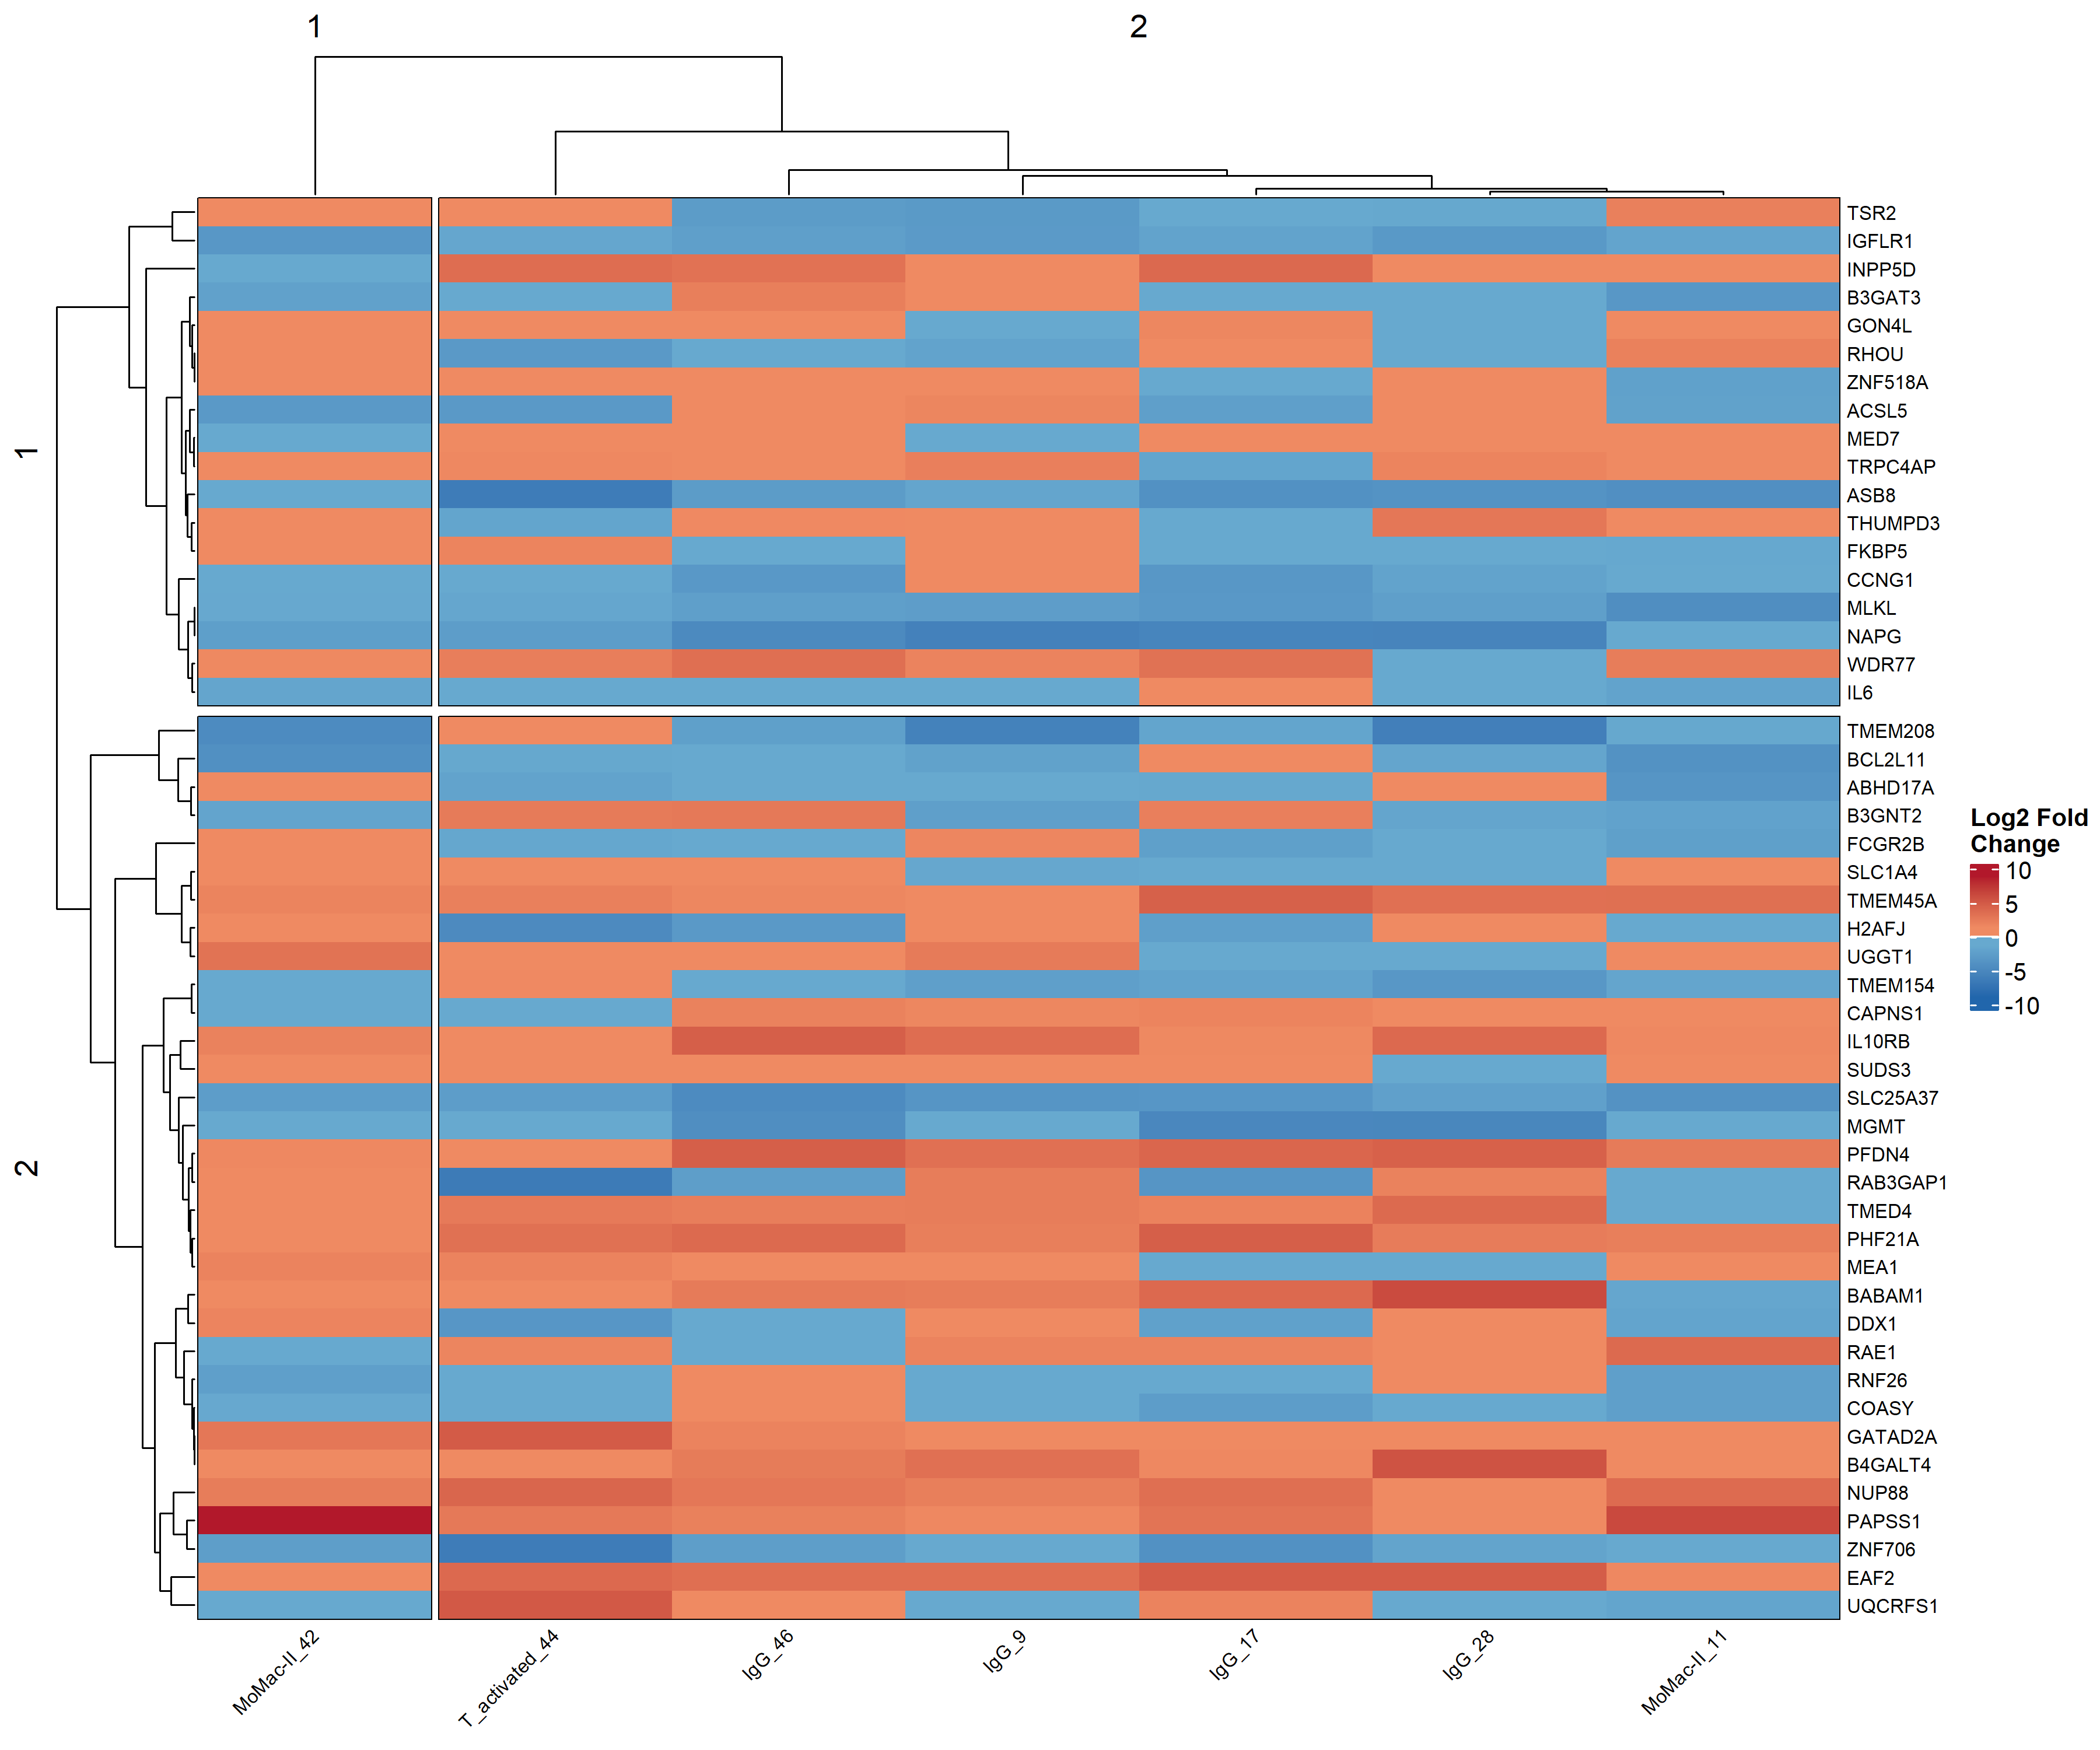 1
2
1
TSR2
IGFLR1
INPP5D
B3GAT3
GON4L
RHOU
ZNF518A
ACSL5
MED7
TRPC4AP
ASB8
THUMPD3
FKBP5
CCNG1
MLKL
NAPG
WDR77
IL6
2
TMEM208
BCL2L11
ABHD17A
B3GNT2
FCGR2B
SLC1A4
TMEM45A
H2AFJ
UGGT1
TMEM154
CAPNS1
IL10RB
SUDS3
SLC25A37
MGMT
PFDN4
RAB3GAP1
TMED4
PHF21A
MEA1
BABAM1
DDX1
RAE1
RNF26
COASY
GATAD2A
B4GALT4
NUP88
PAPSS1
ZNF706
EAF2
UQCRFS1
MoMac-II_42
T_activated_44
IgG_46
IgG_9
IgG_17
IgG_28
MoMac-II_11
Log2 Fold
Change
10
5
0
-5
-10